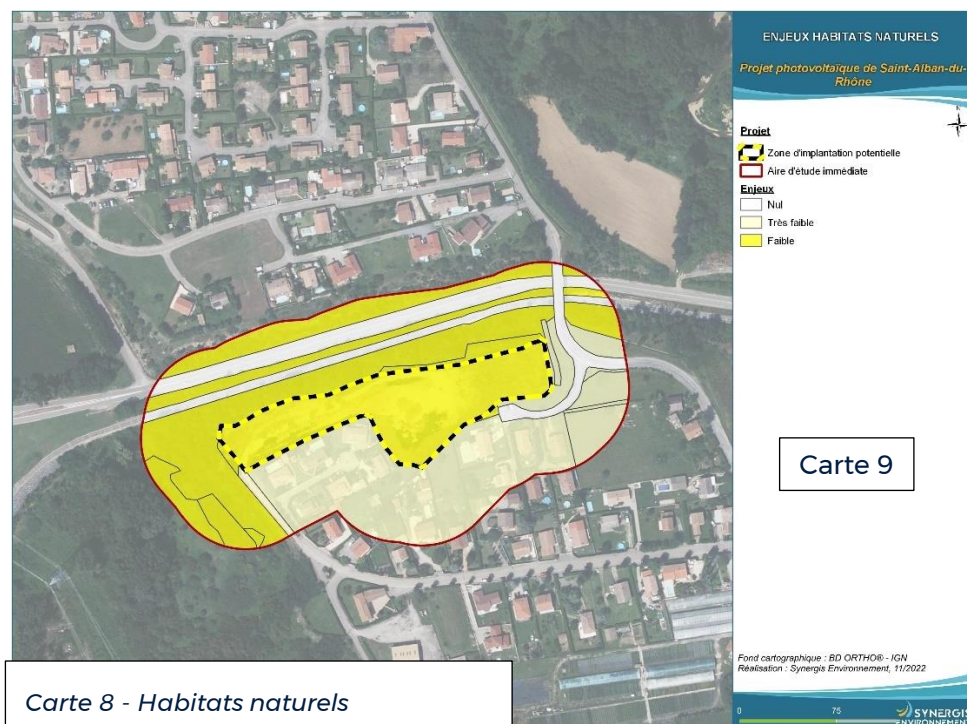 ENJEUX HABITATS NATURELS
Projet photovoltaïque de Saint-Alban-du-
Rhône
Projet
Zone d'implantation potentielle
Aire d'étude immédiate
Enjeux
Nul
Très faible
Faible
Carte 9
Fond cartographique : BD ORTHO® - IGN
Réalisation : Synergis Environnement, 11/2022
0 75
SYNERGIS
ENVIRONNEMENT
Carte 8 - Habitats naturels